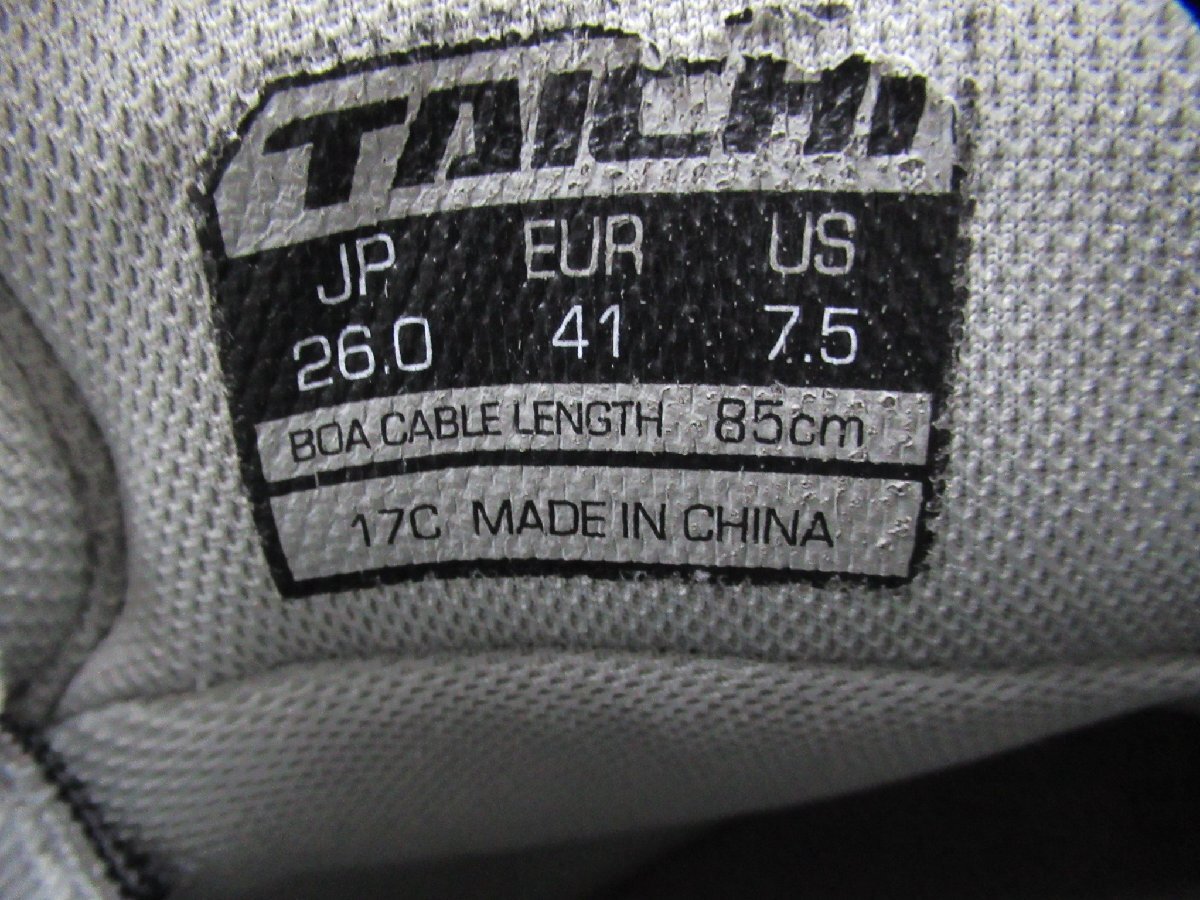 TAICHI
JP EUR US
26.0 41 7.5
BOA CABLE LENGTH 85cm
17C MADE IN CHINA